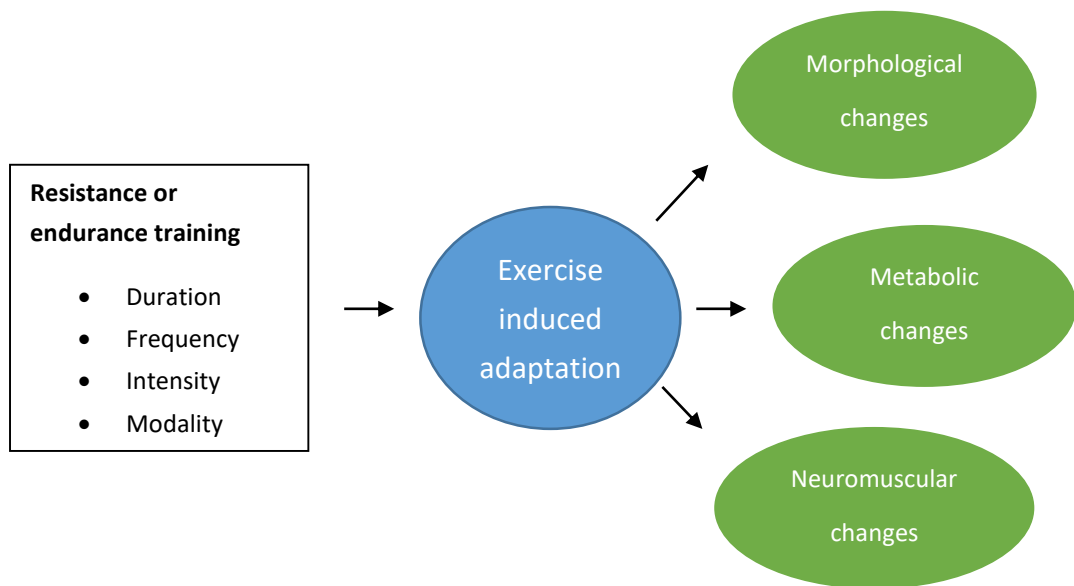 Resistance or
endurance training
• Duration
• Frequency
• Intensity
• Modality
Exercise
induced
adaptation
Morphological
changes
Metabolic
changes
Neuromuscular
changes